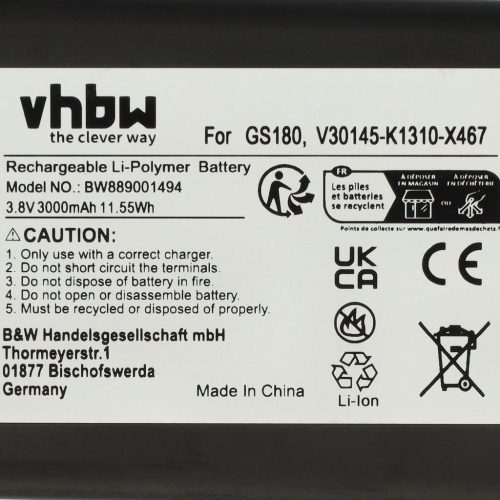 vhbw
the clever way
For GS180, V30145-K1310-X467
Rechargeable Li-Polymer Battery
Model NO.: BW889001494
3.8V 3000mAh 11.55Wh
FR
Les piles
et batteries
se recyclent
À DÉPOSER
EN MAGASIN
À DÉPOSER
EN DÉCHÈTERIE
Points de collecte sur www.quefairedemesdechets.fr
⚠CAUTION:
1. Only use with a correct charger.
2. Do not short circuit the terminals.
3. Do not dispose of battery in fire.
4. Do not open or disassemble battery.
5. Must be recycled or disposed of properly.
UK
CA
CE
B&W Handelsgesellschaft mbH
Thormeyerstr.1
01877 Bischofswerda
Germany
Made In China
Li-Ion